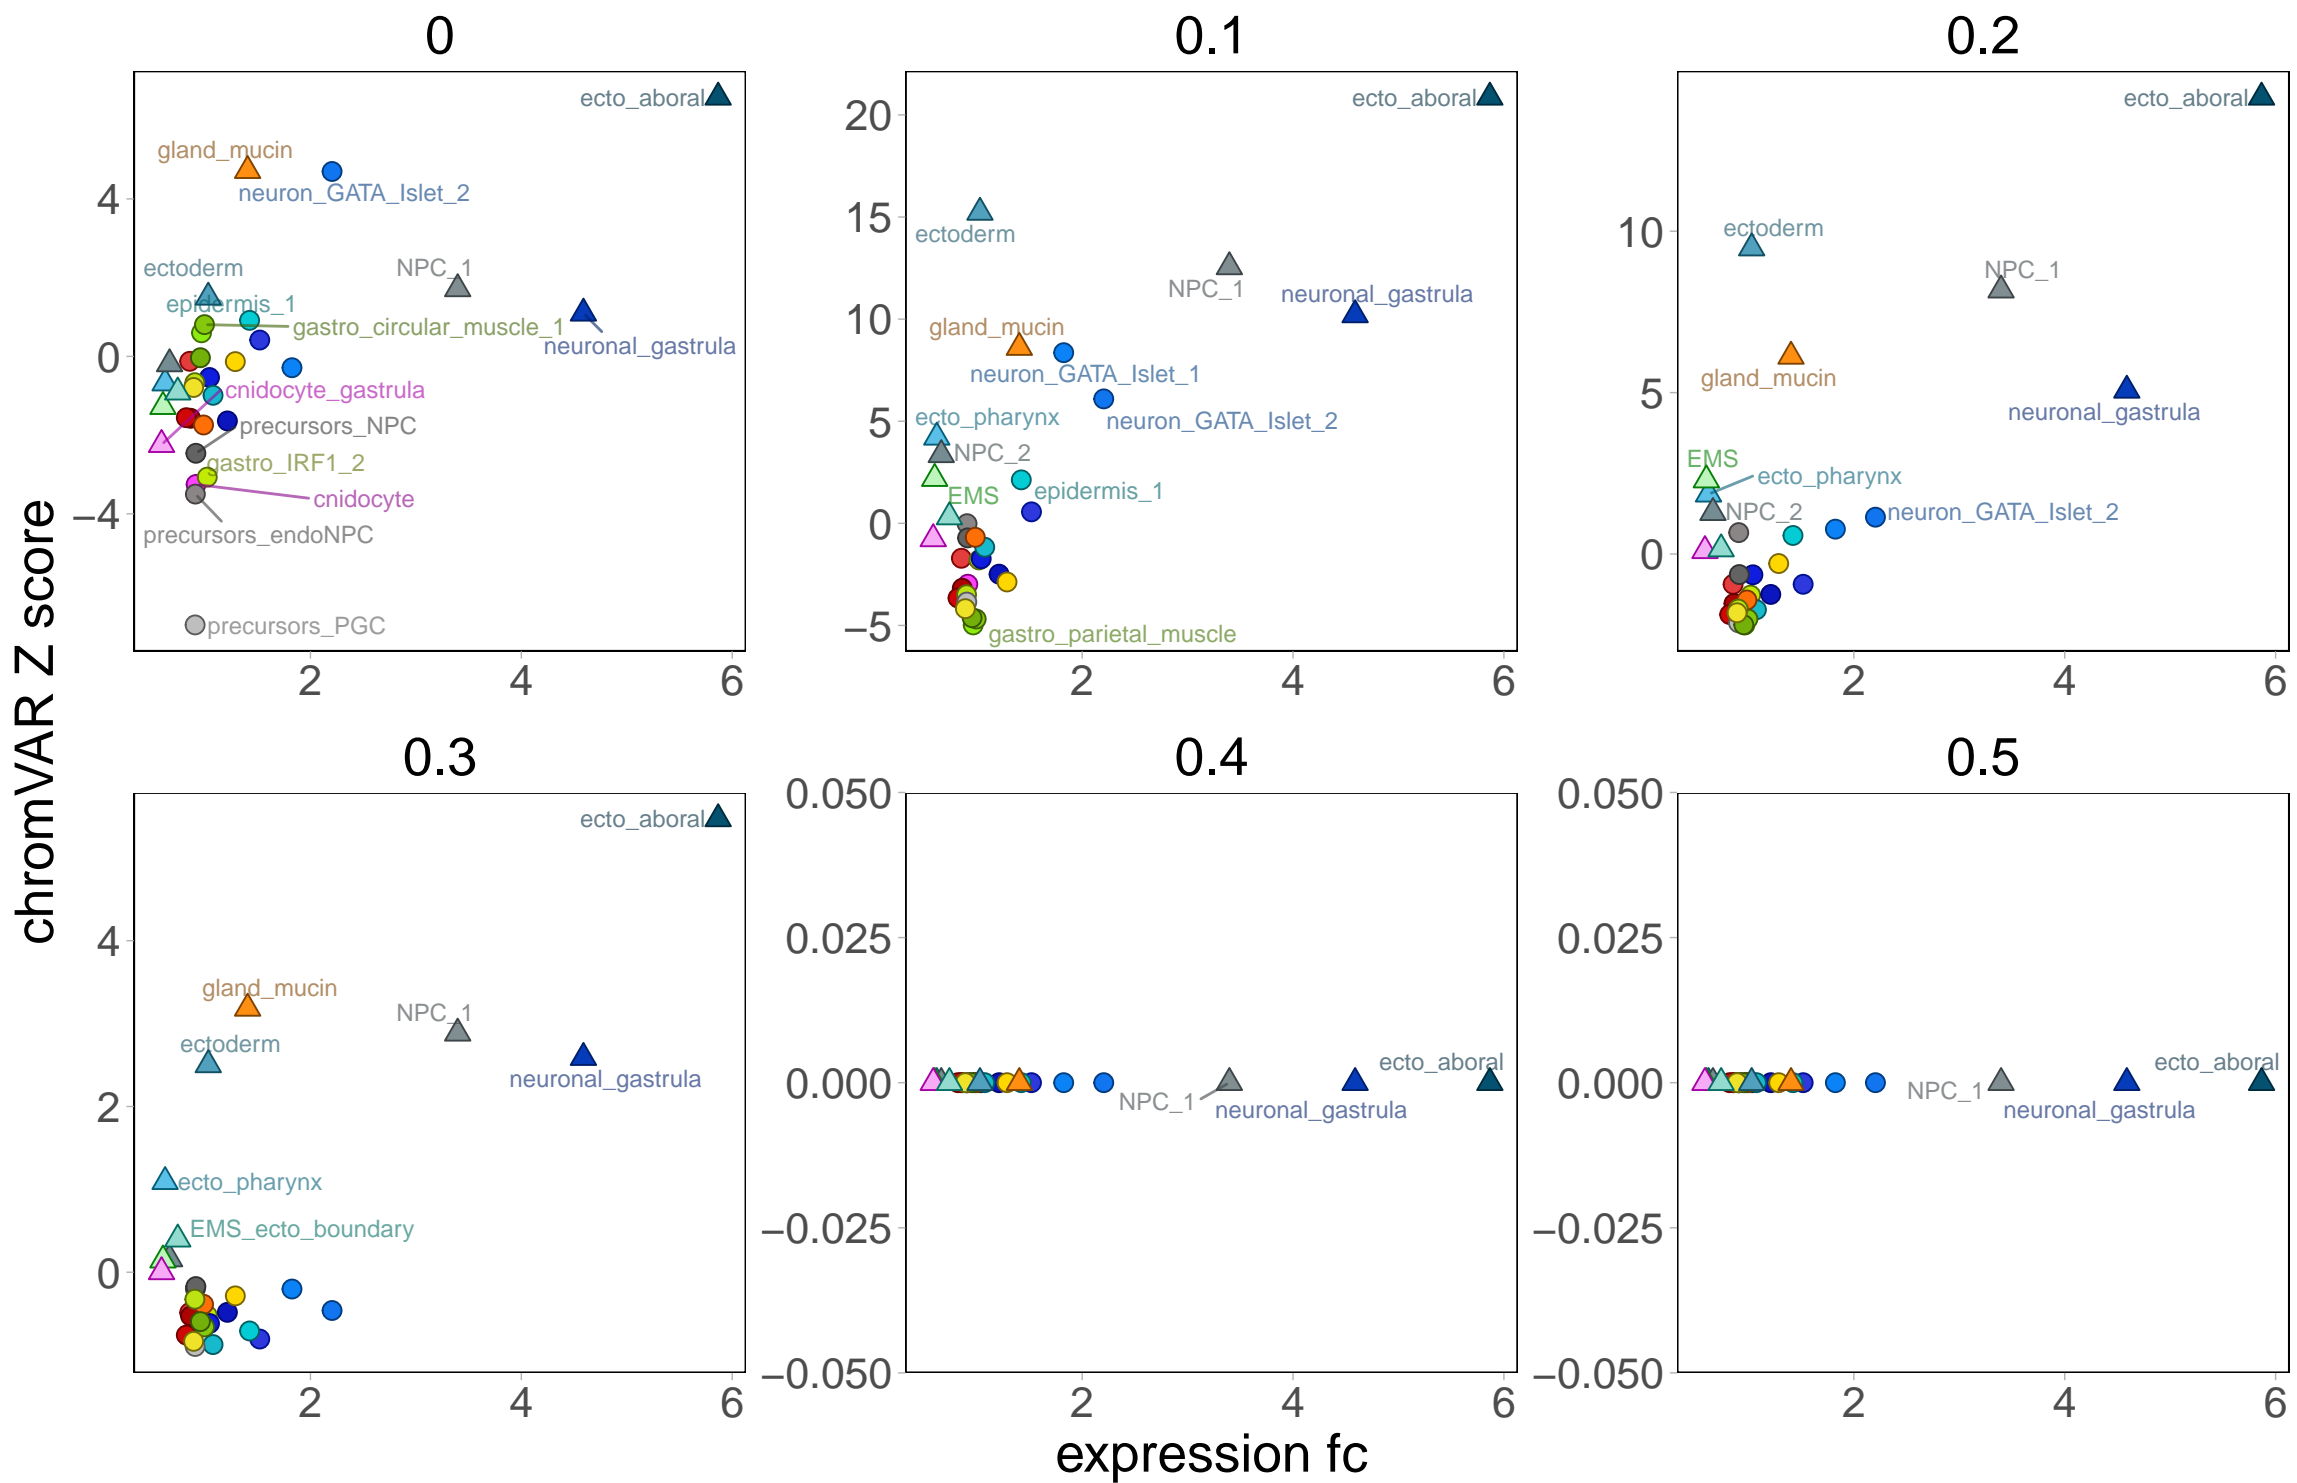 0
0.1
0.2
chromVAR Z score
4
0
−4
ecto_aboral
gland_mucin
neuron_GATA_Islet_2
ectoderm
NPC_1
epidermis_1
gastro_circular_muscle_1
neuronal_gastrula
cnidocyte_gastrula
precursors_NPC
gastro_IRF1_2
cnidocyte
precursors_endoNPC
precursors_PGC
2
4
6
20
15
10
5
0
−5
ecto_aboral
ectoderm
NPC_1
neuronal_gastrula
gland_mucin
neuron_GATA_Islet_1
ecto_pharynx
neuron_GATA_Islet_2
NPC_2
epidermis_1
EMS
gastro_parietal_muscle
2
4
6
10
5
0
ecto_aboral
ectoderm
NPC_1
gland_mucin
neuronal_gastrula
EMS
ecto_pharynx
NPC_2
neuron_GATA_Islet_2
2
4
6
0.3
0.4
0.5
4
2
0
ecto_aboral
gland_mucin
NPC_1
ectoderm
neuronal_gastrula
ecto_pharynx
EMS_ecto_boundary
2
4
6
0.050
0.025
0.000
−0.025
−0.050
ecto_aboral
NPC_1
neuronal_gastrula
2
4
6
0.050
0.025
0.000
−0.025
−0.050
ecto_aboral
NPC_1
neuronal_gastrula
2
4
6
expression fc